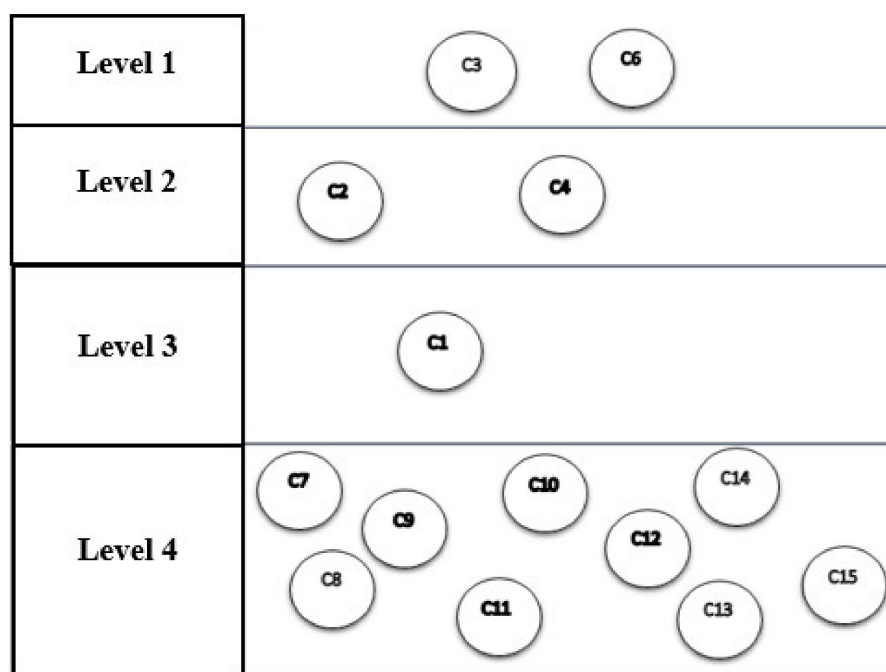 Level 1
C3
C6
Level 2
C2
C4
Level 3
C1
Level 4
C7
C9
C10
C14
C12
C8
C11
C13
C15